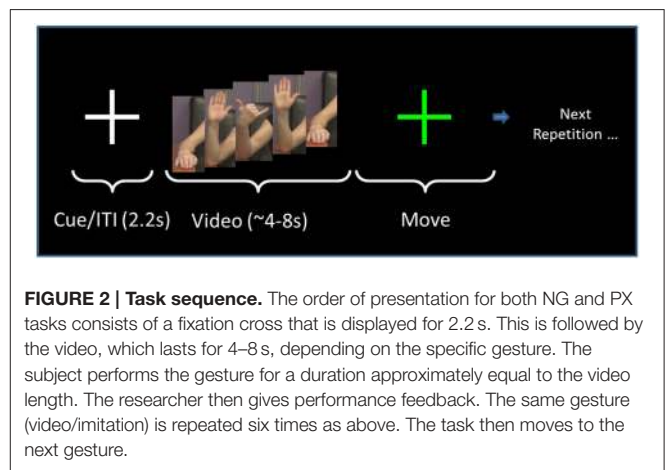 Next
Repetition ...
Cue/ITI (2.2s) Video (~4-8s) Move
FIGURE 2 | Task sequence. The order of presentation for both NG and PX
tasks consists of a fixation cross that is displayed for 2.2 s. This is followed by
the video, which lasts for 4–8 s, depending on the specific gesture. The
subject performs the gesture for a duration approximately equal to the video
length. The researcher then gives performance feedback. The same gesture
(video/imitation) is repeated six times as above. The task then moves to the
next gesture.